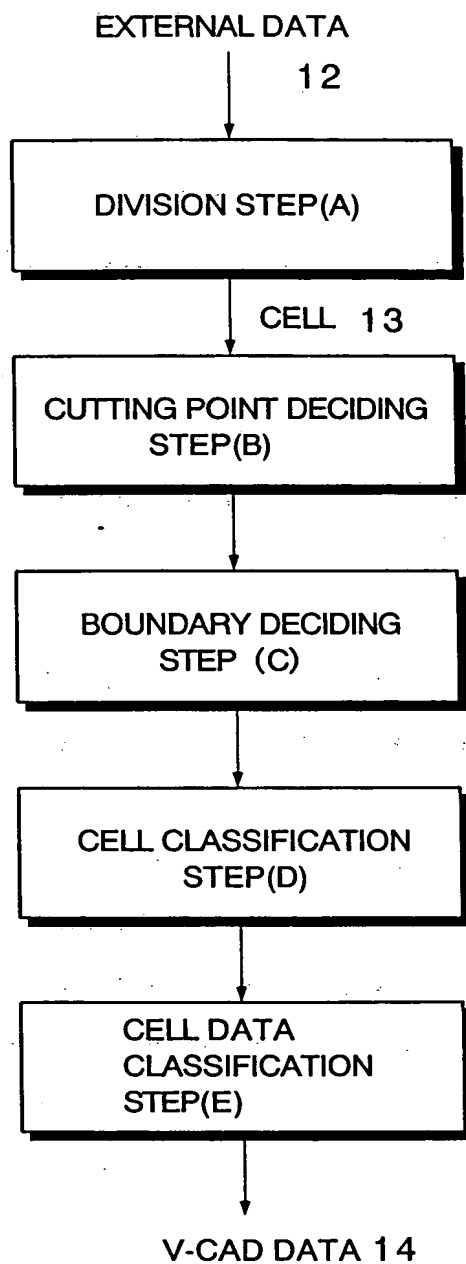 EXTERNAL DATA
12
DIVISION STEP(A)
CELL 13
CUTTING POINT DECIDING
STEP(B)
BOUNDARY DECIDING
STEP (C)
CELL CLASSIFICATION
STEP(D)
CELL DATA
CLASSIFICATION
STEP(E)
V-CAD DATA 14